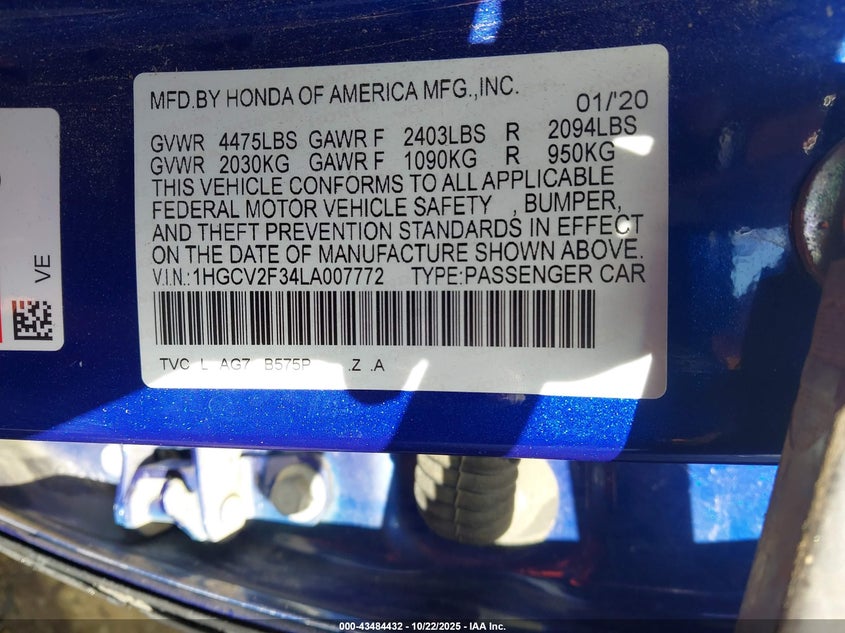 MFD.BY HONDA OF AMERICA MFG.,INC. 01/'20
GVWR 4475LBS GAWR F 2403LBS R 2094LBS
GVWR 2030KG GAWR F 1090KG R 950KG
THIS VEHICLE CONFORMS TO ALL APPLICABLE
FEDERAL MOTOR VEHICLE SAFETY , BUMPER,
AND THEFT PREVENTION STANDARDS IN EFFECT
ON THE DATE OF MANUFACTURE SHOWN ABOVE.
V.I.N.:1HGCV2F34LA007772 TYPE:PASSENGER CAR
TVC L AG7 B575P .Z .A
VE
000-43484432 - 10/22/2025 - IAA Inc.